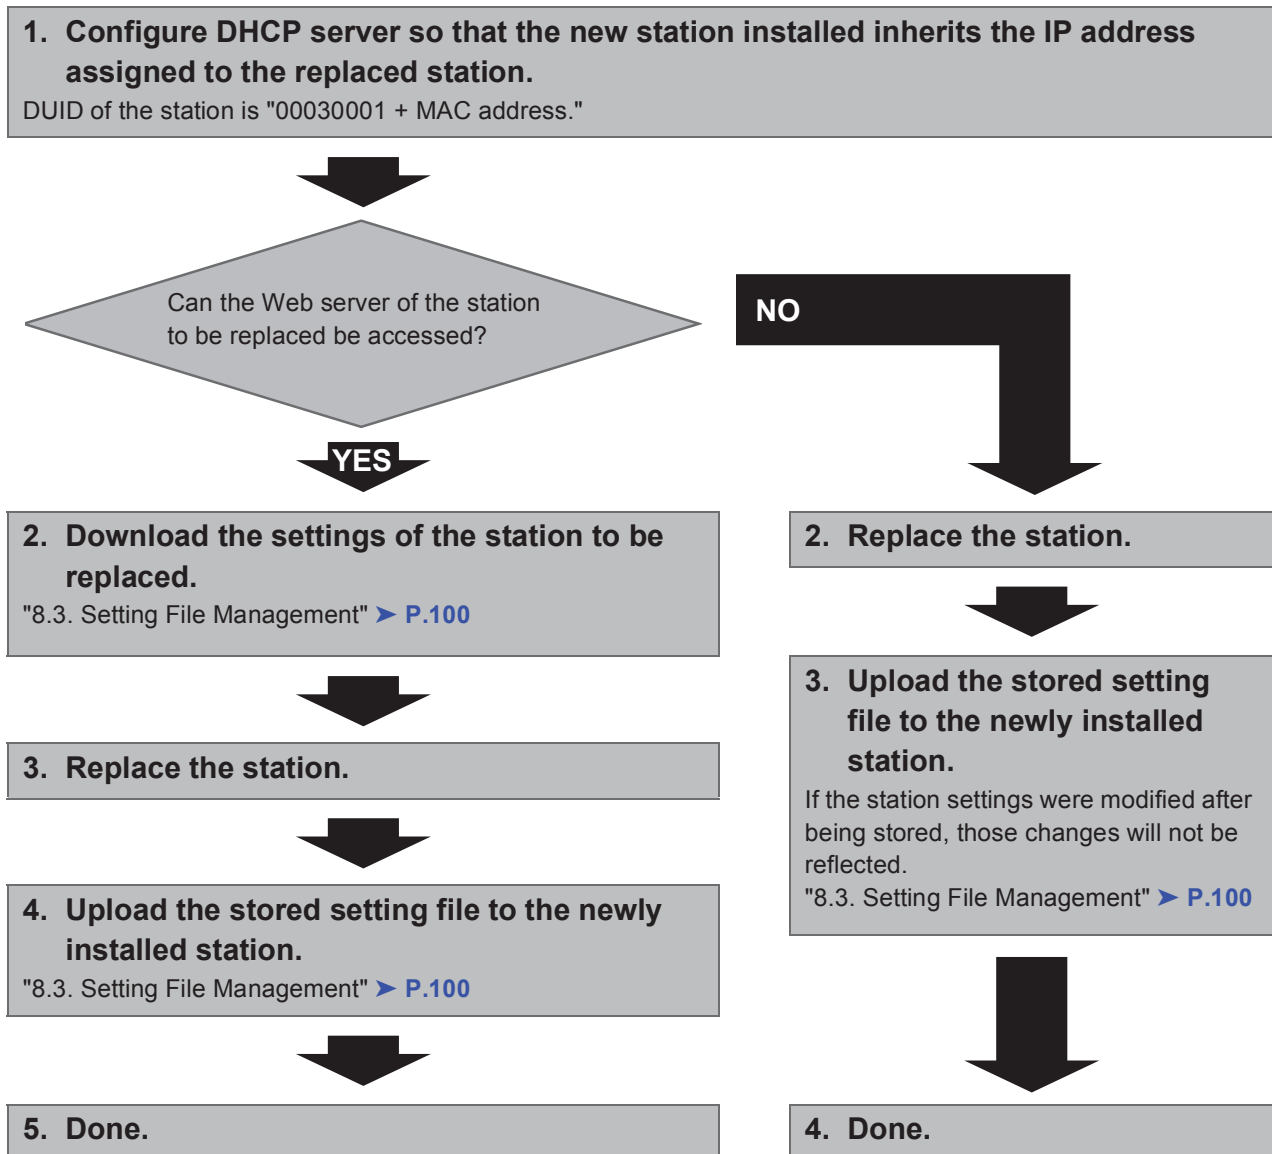 1. Configure DHCP server so that the new station installed inherits the IP address
assigned to the replaced station.
DUID of the station is "00030001 + MAC address."
Can the Web server of the station
to be replaced be accessed?
NO
YES
2. Download the settings of the station to be
replaced.
"8.3. Setting File Management" ➤ P.100
3. Replace the station.
4. Upload the stored setting file to the newly
installed station.
"8.3. Setting File Management" ➤ P.100
5. Done.
2. Replace the station.
3. Upload the stored setting
file to the newly installed
station.
If the station settings were modified after
being stored, those changes will not be
reflected.
"8.3. Setting File Management" ➤ P.100
4. Done.